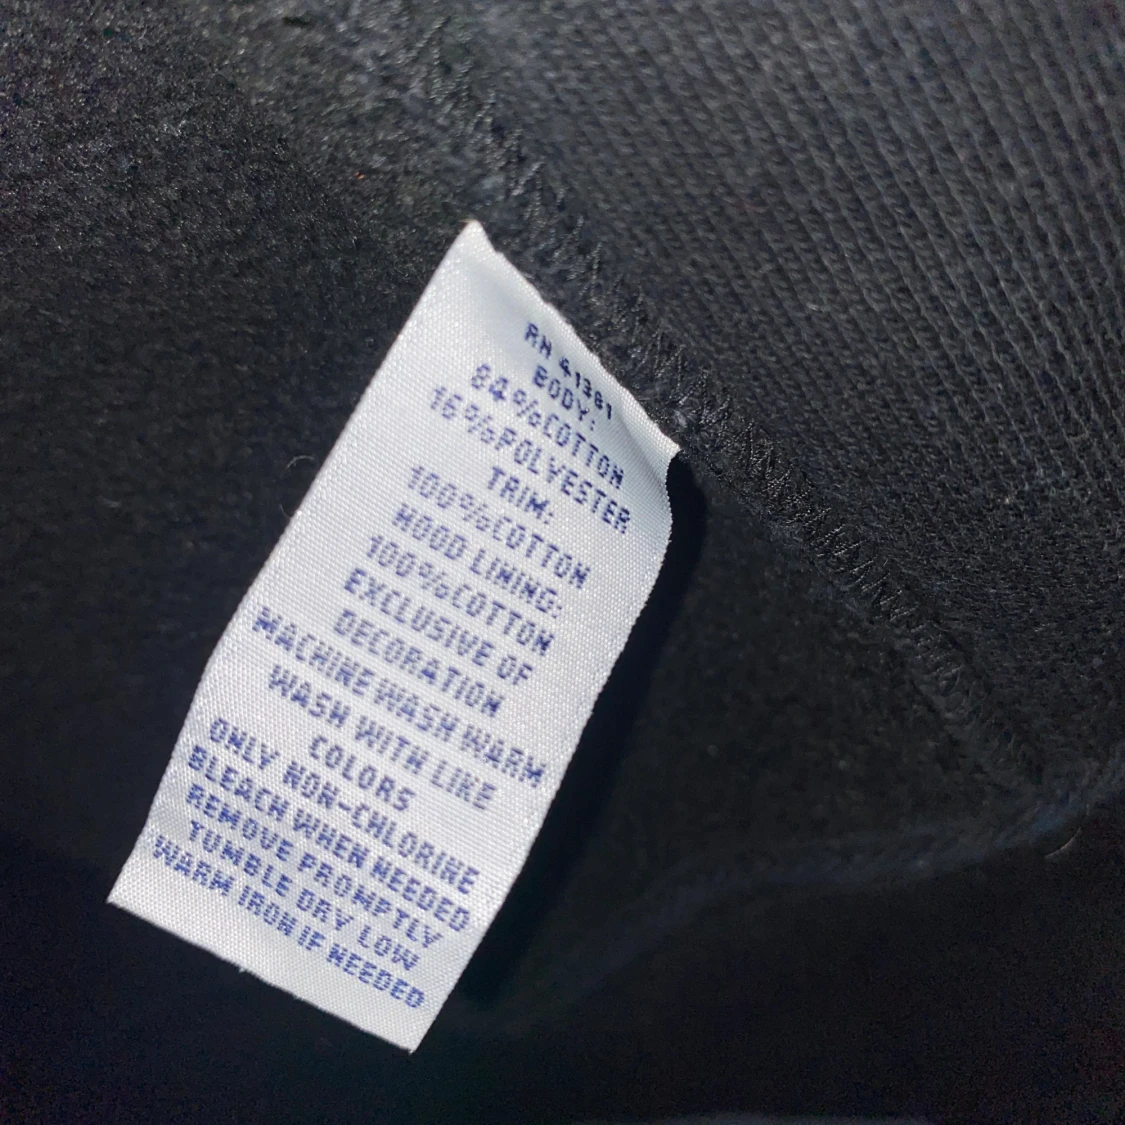 RN 41381
BODY:
84%COTTON
16%POLYESTER
TRIM:
100%COTTON
HOOD LINING:
100%COTTON
EXCLUSIVE OF
DECORATION
MACHINE WASH WARM
WASH WITH LIKE
COLORS
ONLY NON-CHLORINE
BLEACH WHEN NEEDED
REMOVE PROMPTLY
TUMBLE DRY LOW
WARM IRON IF NEEDED